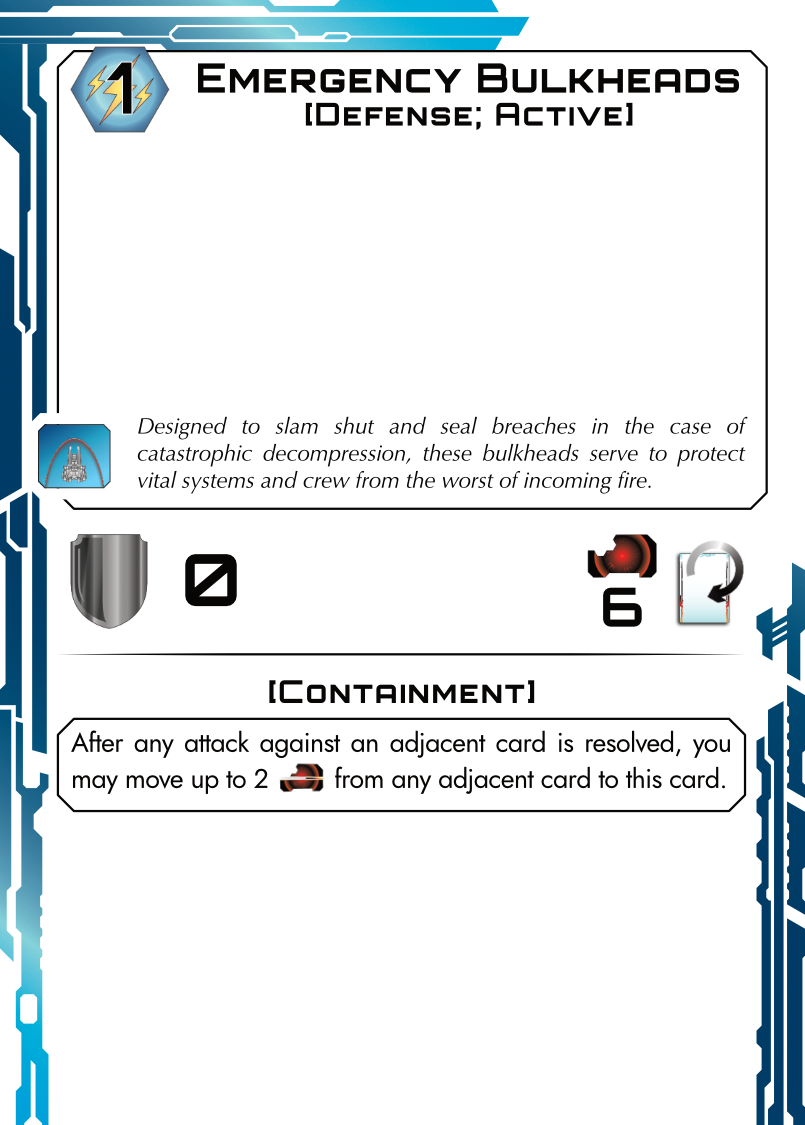 1
EMERGENCY BULKHEADS
[DEFENSE; ACTIVE]
Designed to slam shut and seal breaches in the case of
catastrophic decompression, these bulkheads serve to protect
vital systems and crew from the worst of incoming fire.
0
6
[CONTAINMENT]
After any attack against an adjacent card is resolved, you
may move up to 2 from any adjacent card to this card.